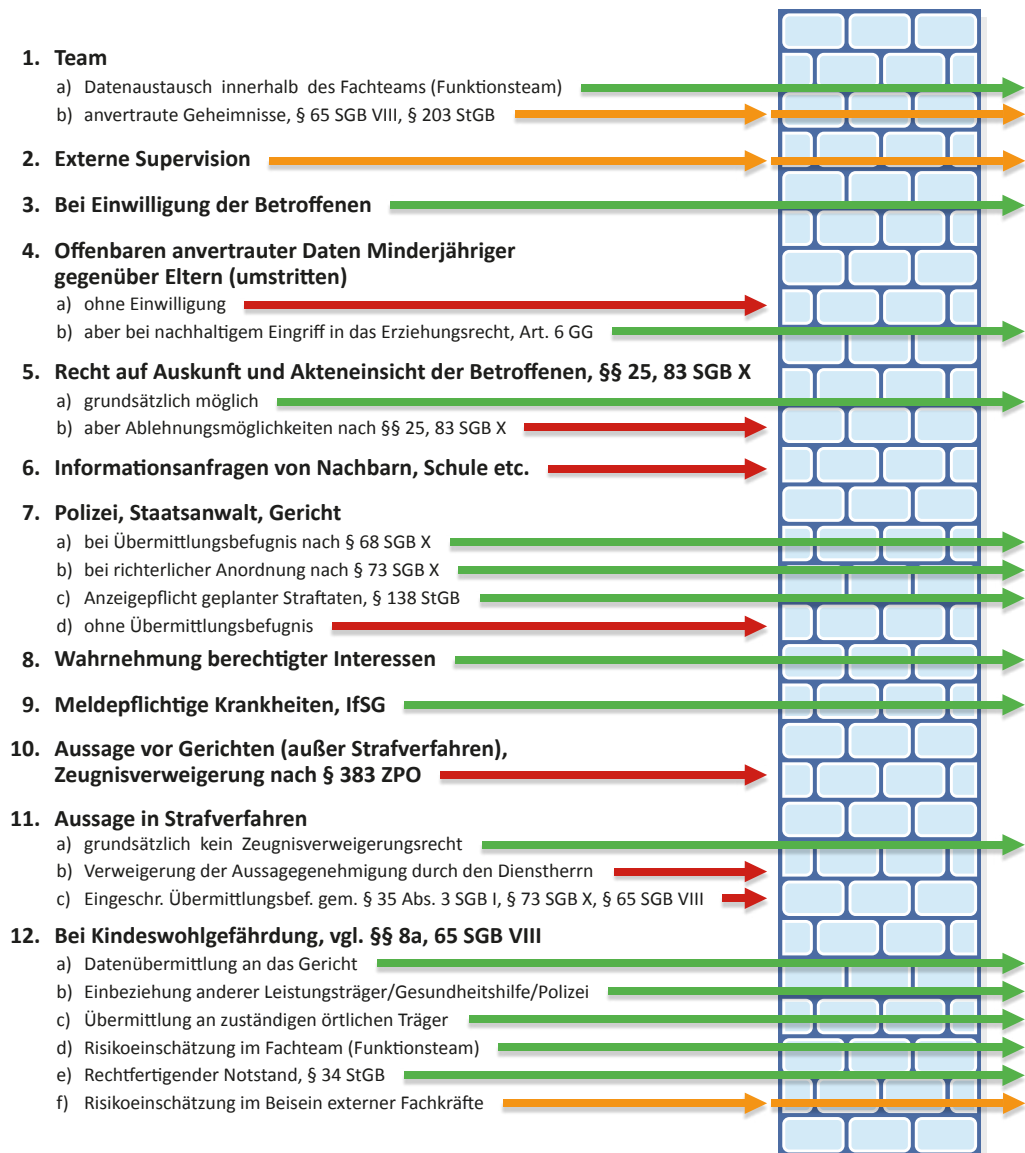 1. Team
a) Datenaustausch innerhalb des Fachteams (Funktionsteam)
b) anvertraute Geheimnisse, § 65 SGB VIII, § 203 StGB
2. Externe Supervision
3. Bei Einwilligung der Betroffenen
4. Offenbaren anvertrauter Daten Minderjähriger
gegenüber Eltern (umstritten)
a) ohne Einwilligung
b) aber bei nachhaltigem Eingriff in das Erziehungsrecht, Art. 6 GG
5. Recht auf Auskunft und Akteneinsicht der Betroffenen, §§ 25, 83 SGB X
a) grundsätzlich möglich
b) aber Ablehnungsmöglichkeiten nach §§ 25, 83 SGB X
6. Informationsanfragen von Nachbarn, Schule etc.
7. Polizei, Staatsanwalt, Gericht
a) bei Übermittlungsbefugnis nach § 68 SGB X
b) bei richterlicher Anordnung nach § 73 SGB X
c) Anzeigepflicht geplanter Straftaten, § 138 StGB
d) ohne Übermittlungsbefugnis
8. Wahrnehmung berechtigter Interessen
9. Meldepflichtige Krankheiten, IfSG
10. Aussage vor Gerichten (außer Strafverfahren),
Zeugnisverweigerung nach § 383 ZPO
11. Aussage in Strafverfahren
a) grundsätzlich kein Zeugnisverweigerungsrecht
b) Verweigerung der Aussagegenehmigung durch den Dienstherrn
c) Eingeschr. Übermittlungsbef. gem. § 35 Abs. 3 SGB I, § 73 SGB X, § 65 SGB VIII
12. Bei Kindeswohlgefährdung, vgl. §§ 8a, 65 SGB VIII
a) Datenübermittlung an das Gericht
b) Einbeziehung anderer Leistungsträger/Gesundheitshilfe/Polizei
c) Übermittlung an zuständigen örtlichen Träger
d) Risikoeinschätzung im Fachteam (Funktionsteam)
e) Rechtfertigender Notstand, § 34 StGB
f) Risikoeinschätzung im Beisein externer Fachkräfte